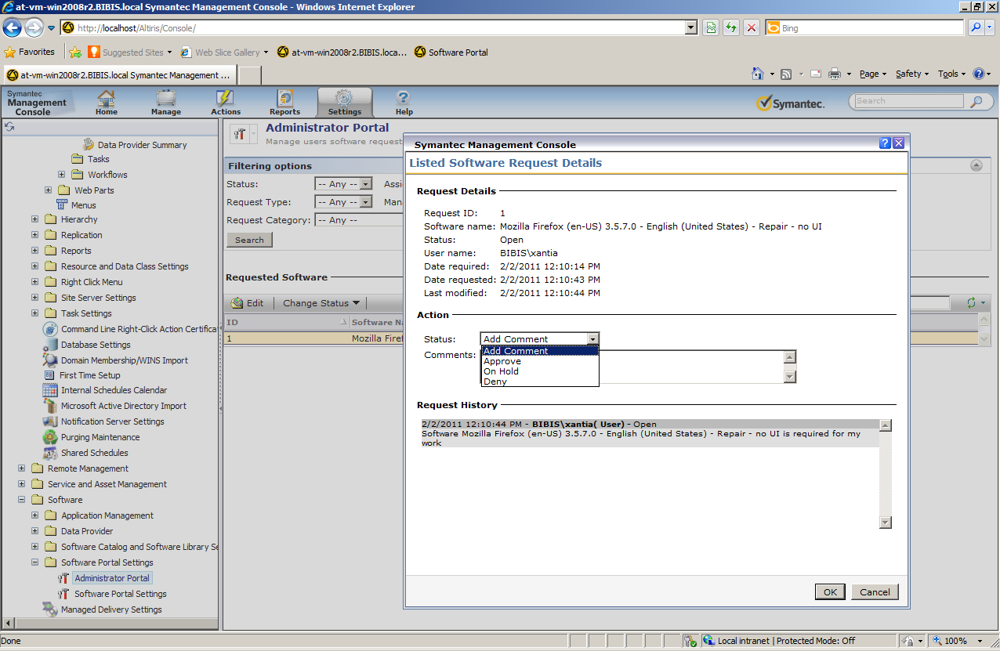 at-vm-win2008r2.BIBIS.local Symantec Management Console - Windows Internet Explorer
http://localhost/Altiris/Console/
Bing
Favorites
Suggested Sites
Web Slice Gallery
at-vm-win2008r2.BIBIS.loca...
Software Portal
at-vm-win2008r2.BIBIS.local Symantec Management ...
Page
Safety
Tools
Symantec
Management
Console
Home
Manage
Actions
Reports
Settings
Help
Symantec.
Search
Data Provider Summary
Tasks
Workflows
Web Parts
Menus
Hierarchy
Replication
Reports
Resource and Data Class Settings
Right Click Menu
Site Server Settings
Task Settings
Command Line Right-Click Action Certifica
Database Settings
Domain Membership/WINS Import
First Time Setup
Internal Schedules Calendar
Microsoft Active Directory Import
Notification Server Settings
Purging Maintenance
Shared Schedules
Remote Management
Service and Asset Management
Software
Application Management
Data Provider
Software Catalog and Software Library Se
Software Portal Settings
Administrator Portal
Software Portal Settings
Managed Delivery Settings
Administrator Portal
Manage users software request
Filtering options
Status: -- Any -- Assi
Request Type: -- Any -- Man
Request Category: -- Any --
Search
Requested Software
Edit
Change Status
ID
Software Na
1
Mozilla Firef
Symantec Management Console
Listed Software Request Details
Request Details
Request ID: 1
Software name: Mozilla Firefox (en-US) 3.5.7.0 - English (United States) - Repair - no UI
Status: Open
User name: BIBIS\xantia
Date required: 2/2/2011 12:10:14 PM
Date requested: 2/2/2011 12:10:43 PM
Last modified: 2/2/2011 12:10:44 PM
Action
Status: Add Comment
Comments:
Add Comment
Approve
On Hold
Deny
Request History
2/2/2011 12:10:44 PM - BIBIS\xantia( User) - Open
Software Mozilla Firefox (en-US) 3.5.7.0 - English (United States) - Repair - no UI is required for my
work
OK
Cancel
Done
Local intranet | Protected Mode: Off
100%